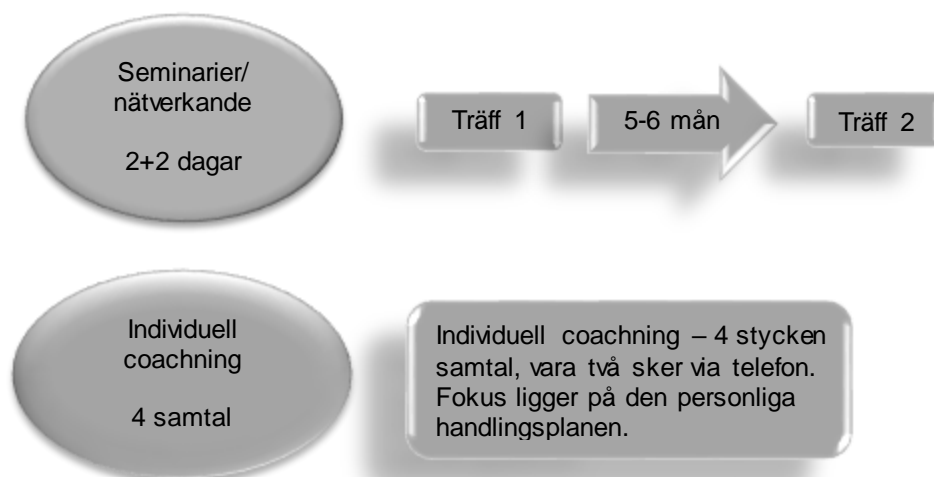 Seminarier/
nätverkande
2+2 dagar
Träff 1
5-6 mån
Träff 2
Individuell
coachning
4 samtal
Individuell coachning – 4 stycken
samtal, vara två sker via telefon.
Fokus ligger på den personliga
handlingsplanen.